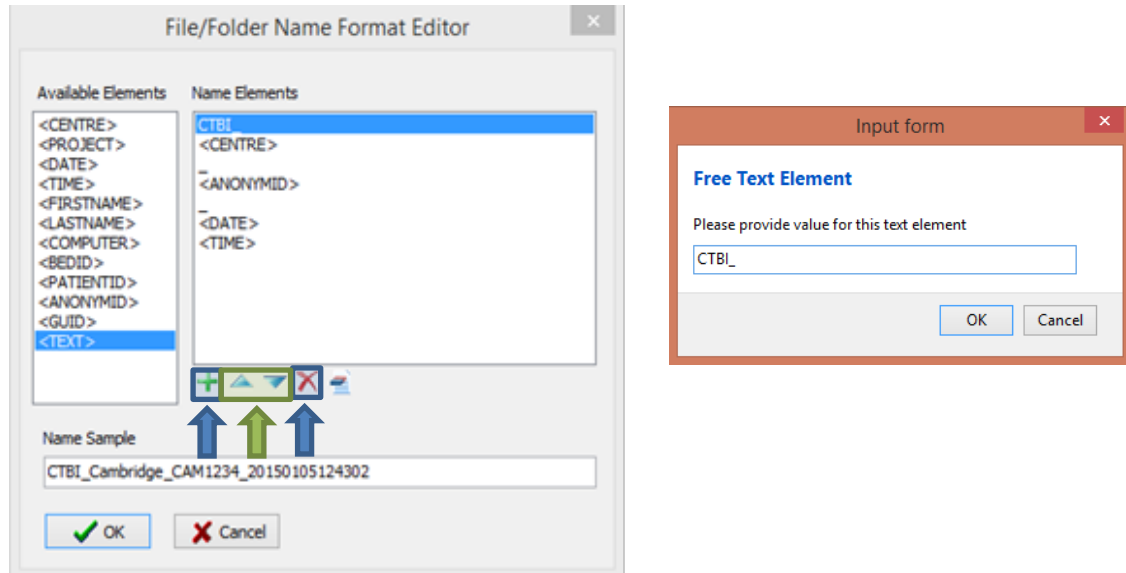 File/Folder Name Format Editor
Available Elements
Name Elements
<CENTRE>
<PROJECT>
<DATE>
<TIME>
<FIRSTNAME>
<LASTNAME>
<COMPUTER>
<BEDID>
<PATIENTID>
<ANONYMID>
<GUID>
<TEXT>
CTBI_
<CENTRE>
_
<ANONYMID>
_
<DATE>
<TIME>
Name Sample
CTBI_Cambridge_CAM1234_20150105124302
OK
Cancel
Input form
Free Text Element
Please provide value for this text element
CTBI_
OK
Cancel